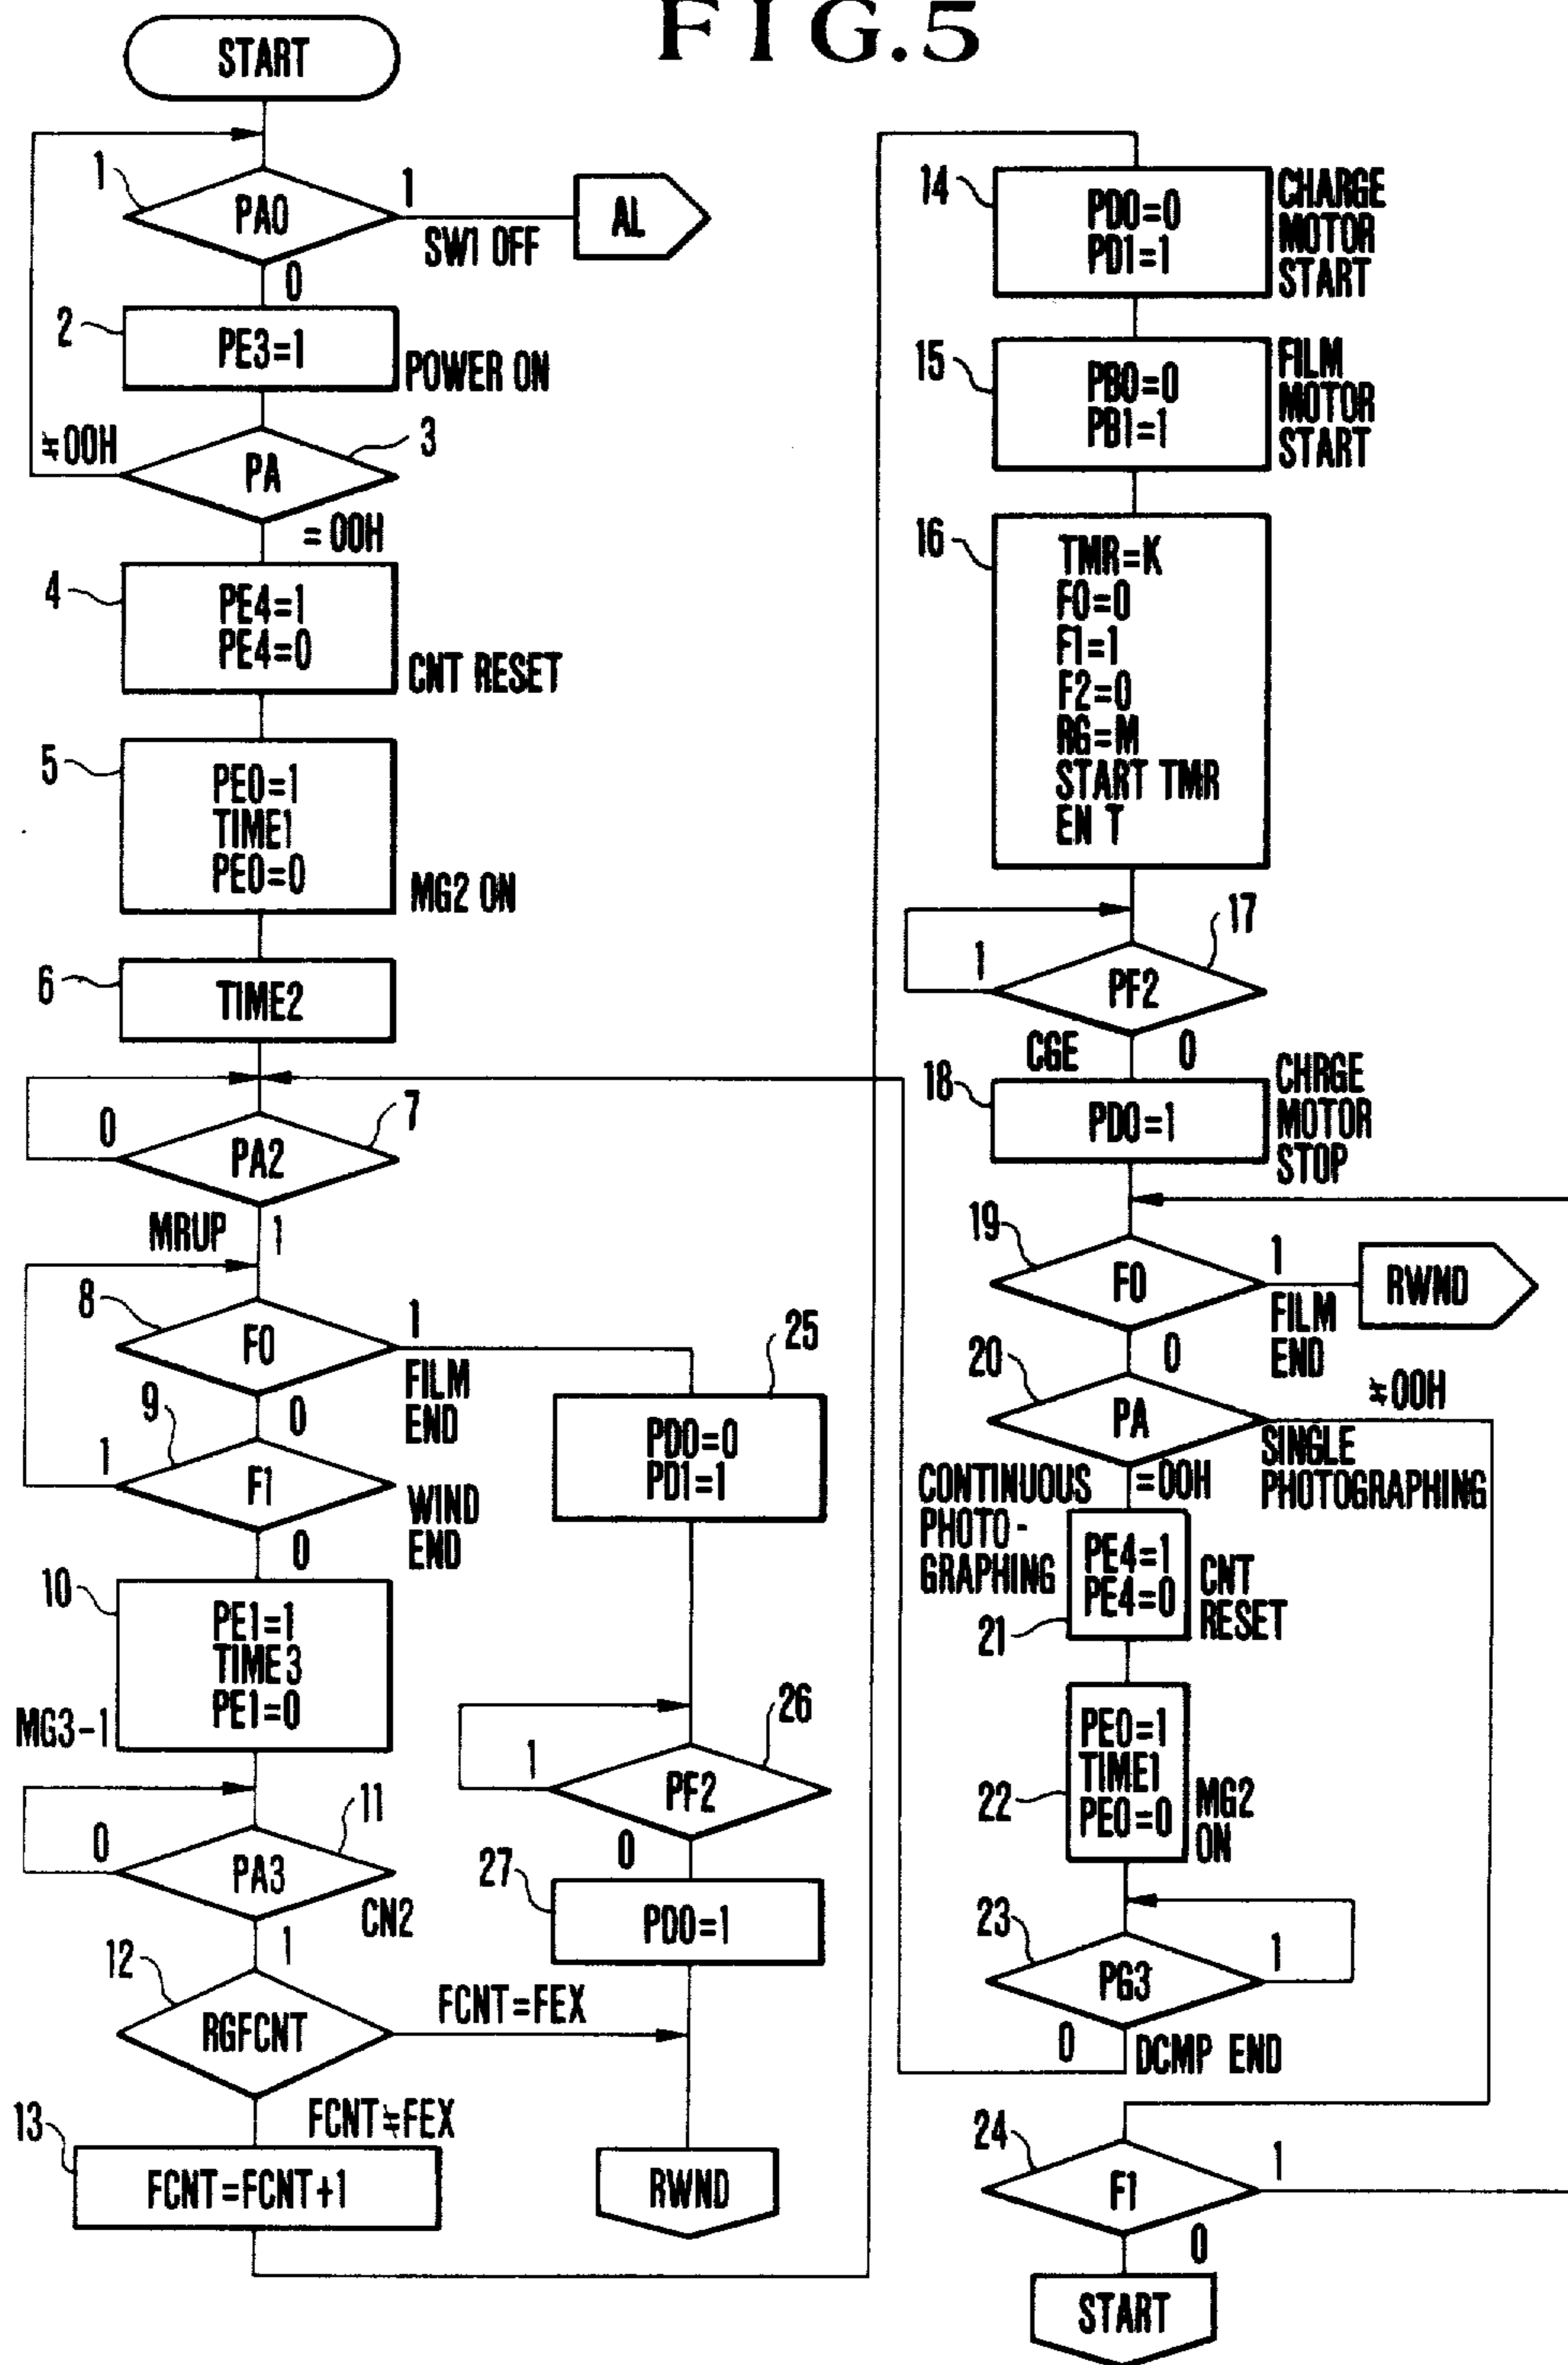 FIG.5
START
1
PA0
1
SW1 OFF
AL
0
2
PE3=1
POWER ON
≠00H
3
PA
=00H
4
PE4=1
PE4=0
CNT RESET
5
PE0=1
TIME1
PE0=0
MG2 ON
6
TIME2
0
7
PA2
MRUP
1
8
F0
1
FILM
END
9
0
1
F1
WIND
END
0
10
PE1=1
TIME3
PE1=0
MG3-1
11
0
PA3
CN2
1
12
RGFCNT
FCNT=FEX
FCNT≠FEX
13
FCNT=FCNT+1
25
PD0=0
PD1=1
26
1
PF2
0
27
PD0=1
RWND
14
PD0=0
PD1=1
CHARGE
MOTOR
START
15
PB0=0
PB1=1
FILM
MOTOR
START
16
TMR=K
F0=0
F1=1
F2=0
RG=M
START TMR
EN T
17
1
PF2
CGE
0
18
PD0=1
CHRGE
MOTOR
STOP
19
F0
1
FILM
END
RWND
0
20
PA
≠00H
SINGLE
PHOTOGRAPHING
CONTINUOUS
PHOTO-
GRAPHING
=00H
21
PE4=1
PE4=0
CNT
RESET
22
PE0=1
TIME1
PE0=0
MG2
ON
23
PG3
1
0
DCMP END
24
F1
1
0
START